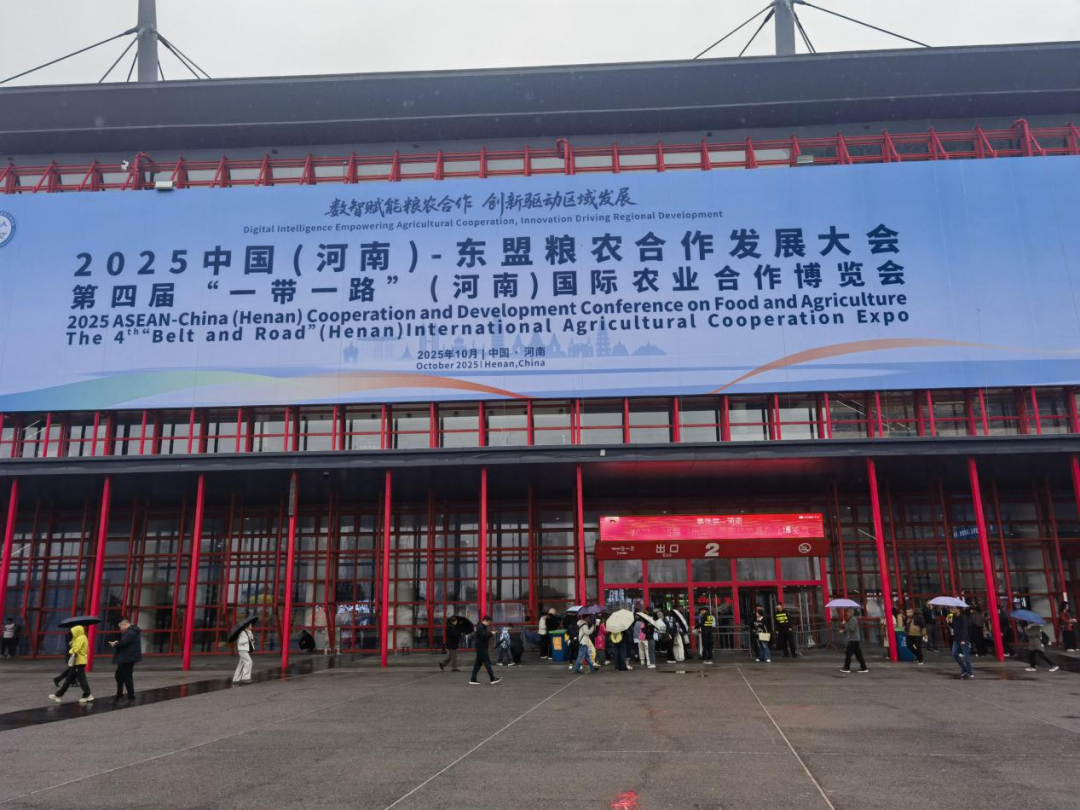 数智赋能粮农合作 创新驱动区域发展
Digital Intelligence Empowering Agricultural Cooperation, Innovation Driving Regional Development
2025中国(河南)-东盟粮农合作发展大会
第四届“一带一路”(河南)国际农业合作博览会
2025 ASEAN-China (Henan) Cooperation and Development Conference on Food and Agriculture
The 4th“Belt and Road”(Henan)International Agricultural Cooperation Expo
2025年10月 | 中国·河南
October 2025 | Henan,China
出口 2